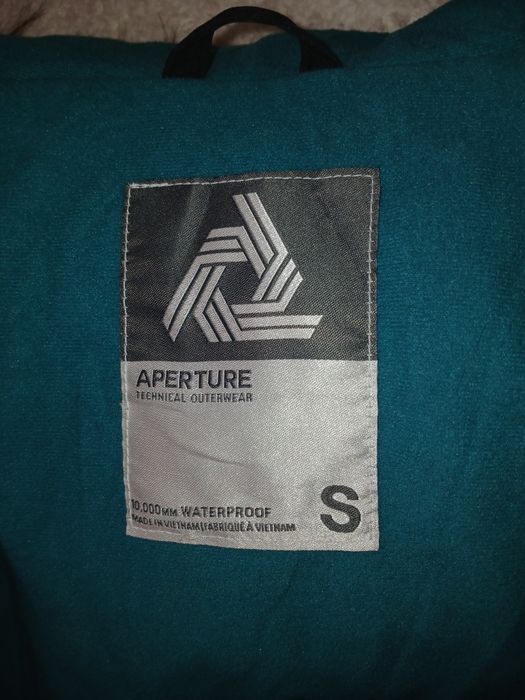 APERTURE
TECHNICAL OUTERWEAR
10,000MM WATERPROOF
MADE IN VIETNAM|FABRIQUÉ À VIETNAM
S